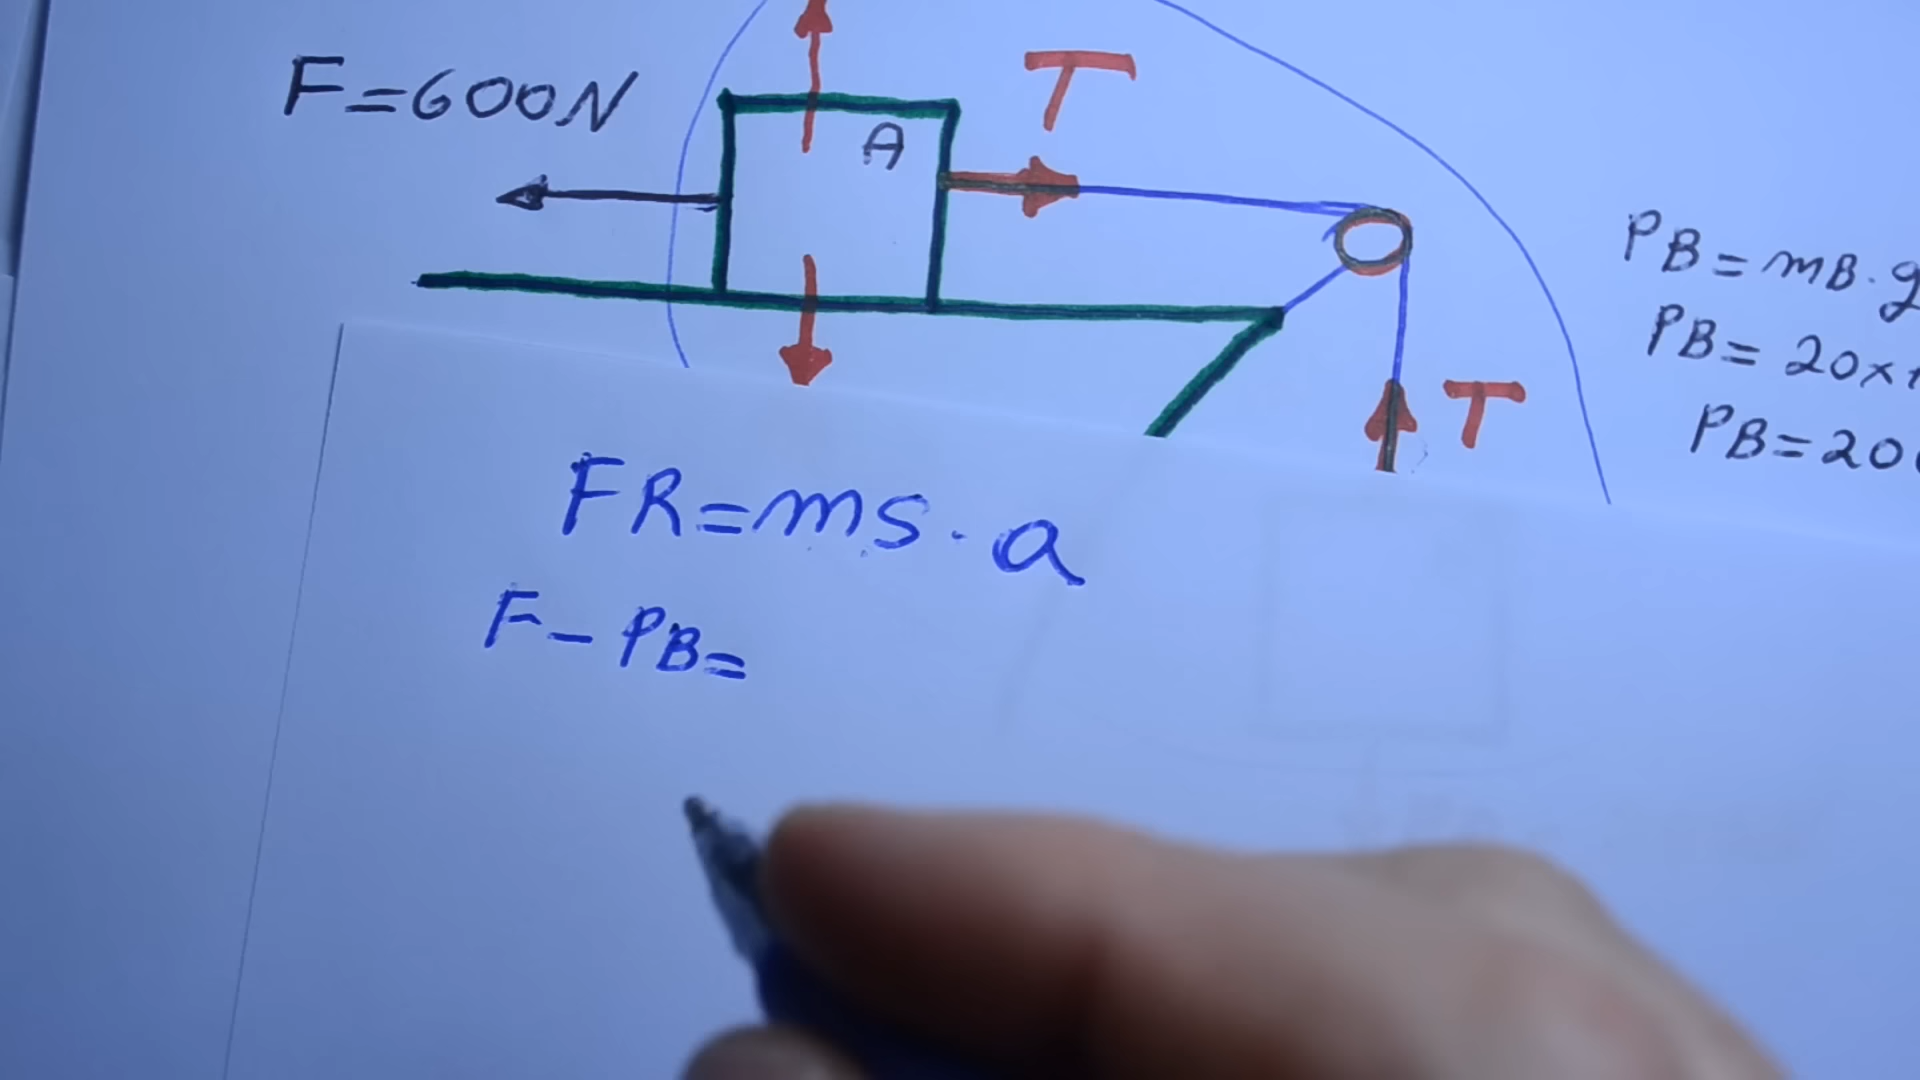 F=600N
T
A
PB=mB.g
PB= 20x
T
PB=20
FR=ms.a
F-PB=